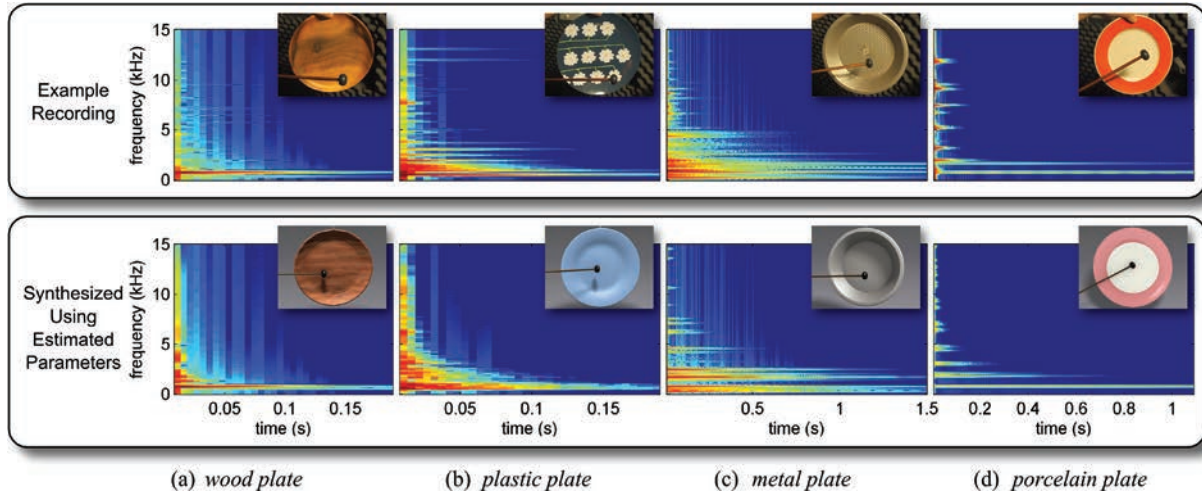 Example
Recording
frequency (kHz)
15
10
5
0
Synthesized
Using
Estimated
Parameters
frequency (kHz)
15
10
5
0
0.05 0.1 0.15
0.05 0.1 0.15
0.5 1 1.5
0.2 0.4 0.6 0.8 1
time (s) time (s) time (s) time (s)
(a) wood plate (b) plastic plate (c) metal plate (d) porcelain plate